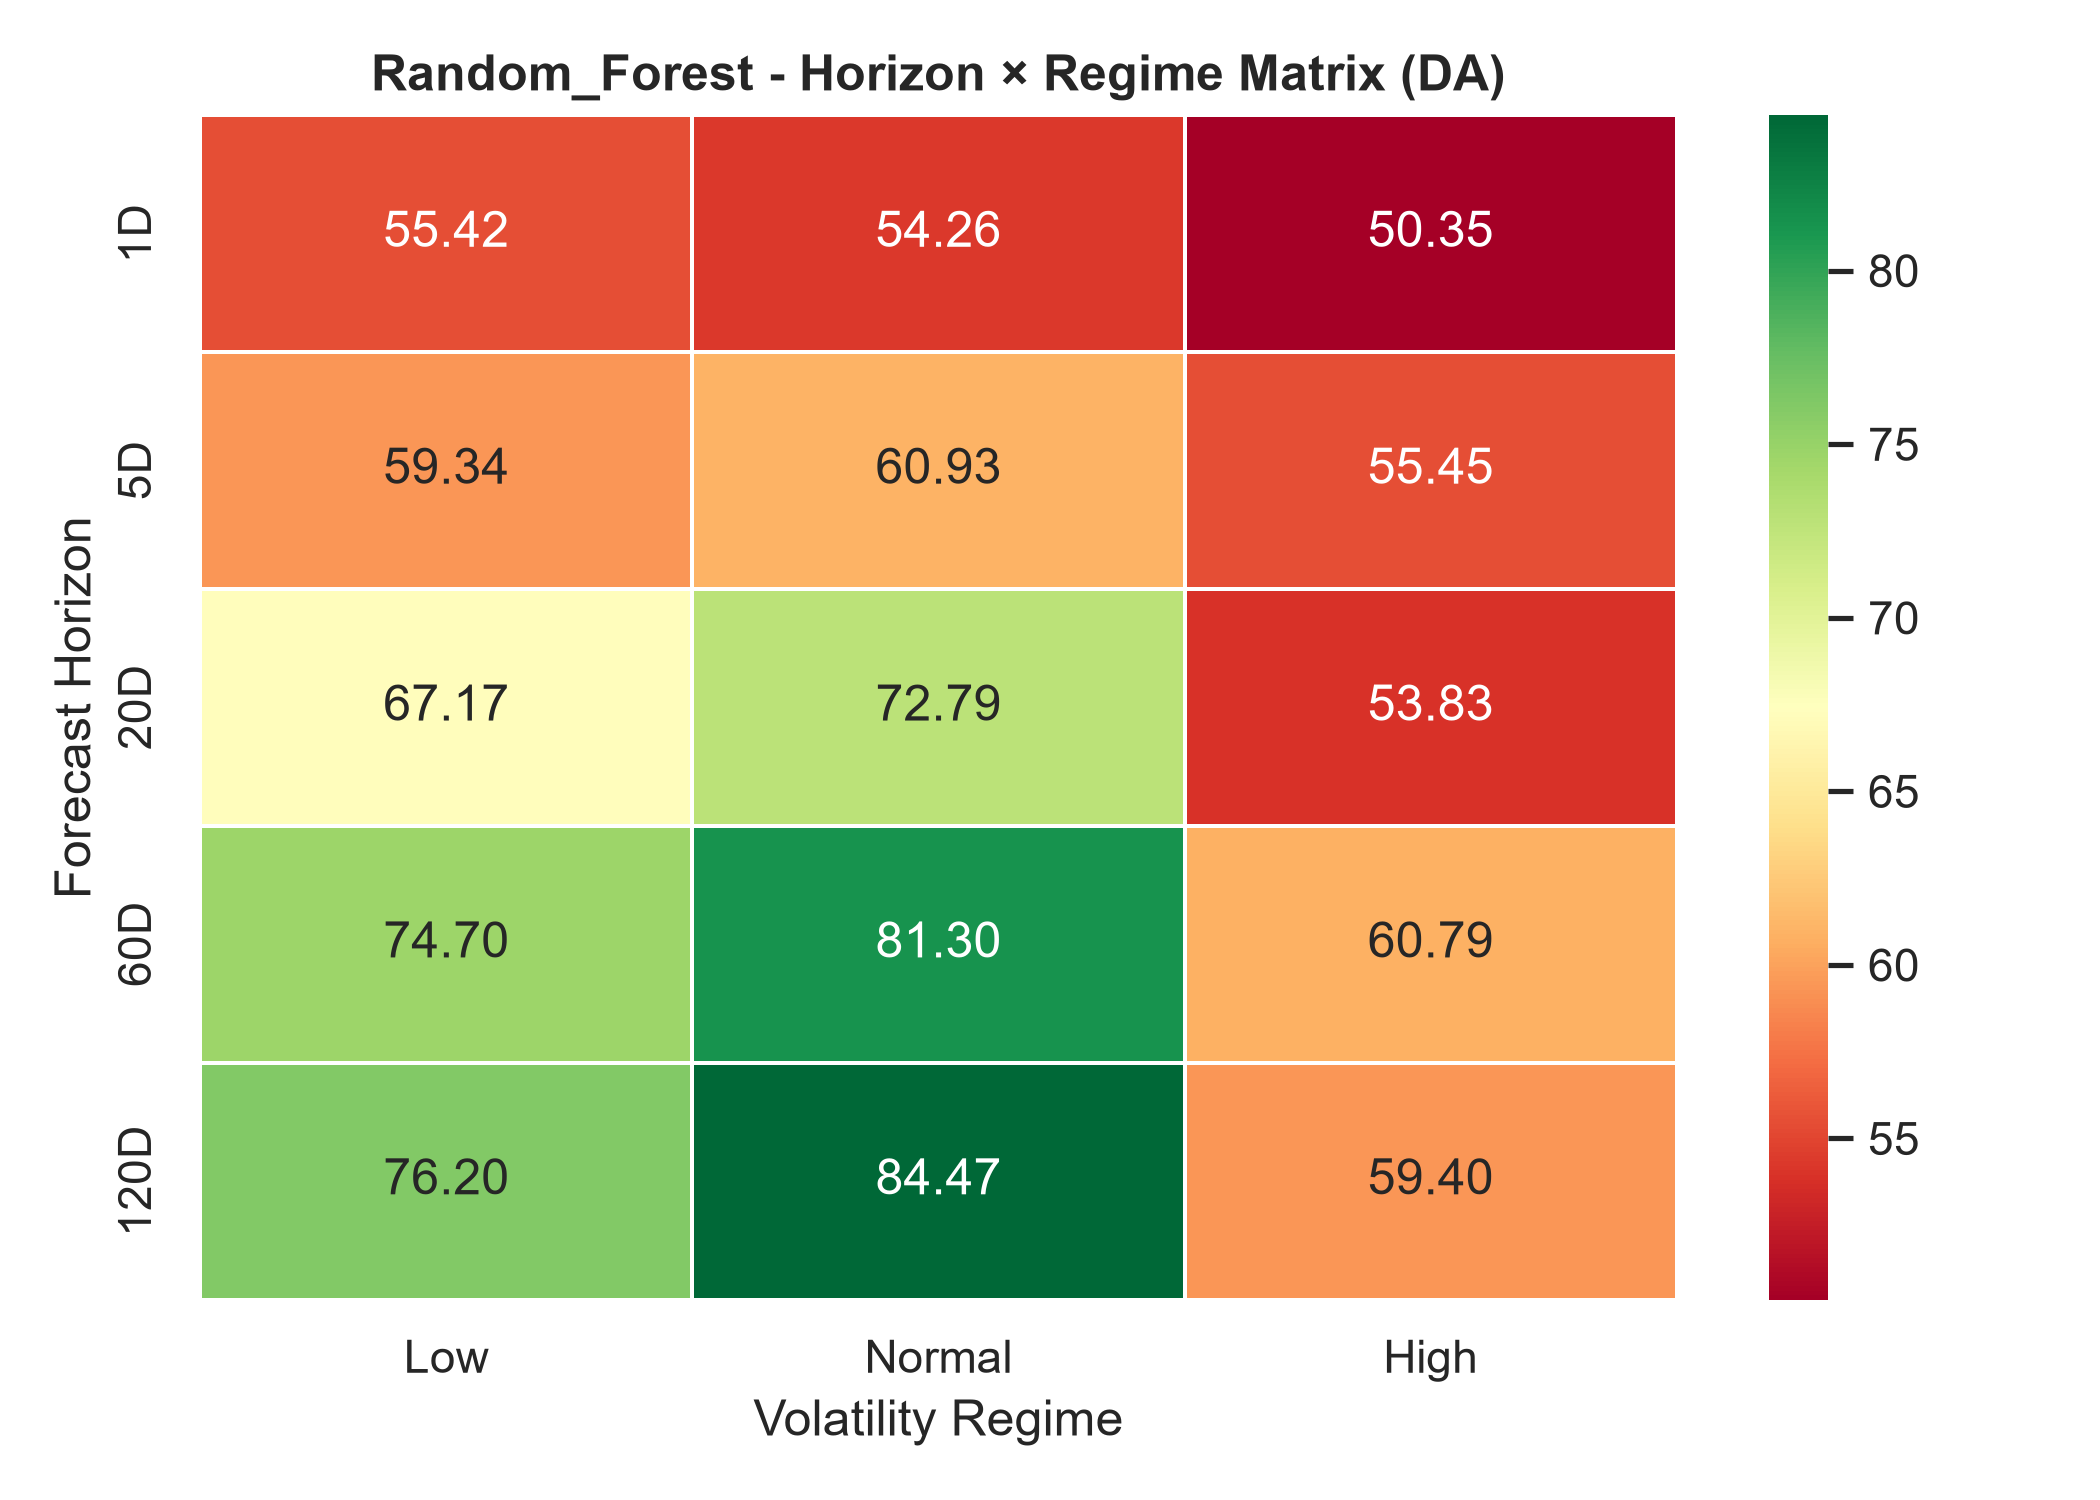 Random_Forest - Horizon × Regime Matrix (DA)
Forecast Horizon
1D 55.42 54.26 50.35
5D 59.34 60.93 55.45
20D 67.17 72.79 53.83
60D 74.70 81.30 60.79
120D 76.20 84.47 59.40
Low Normal High
Volatility Regime
80
75
70
65
60
55